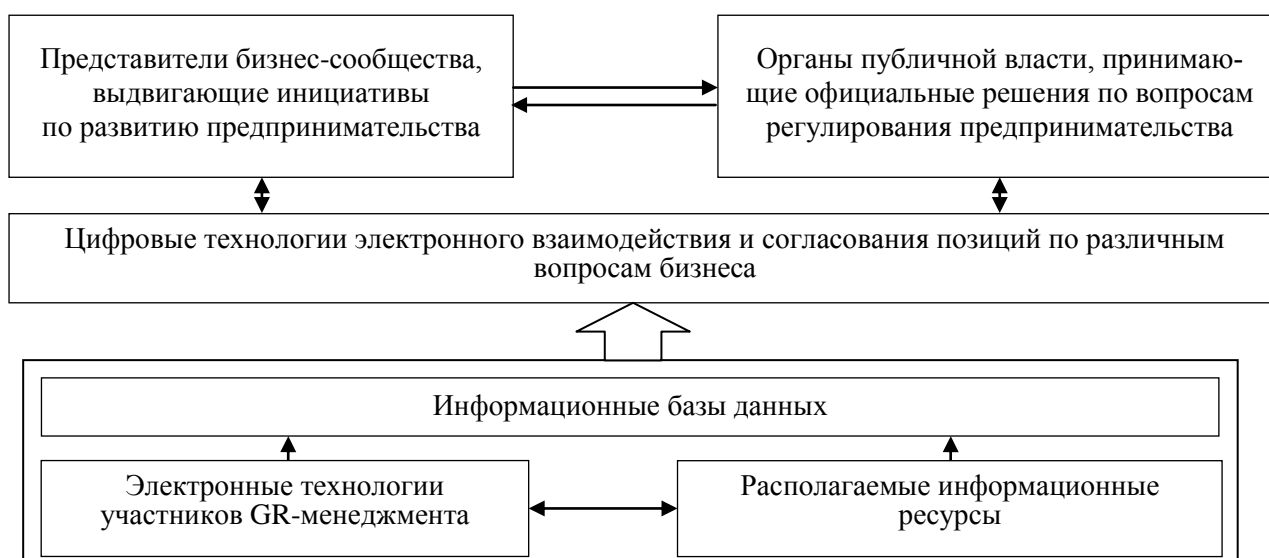 Представители бизнес-сообщества,
выдвигающие инициативы
по развитию предпринимательства
Органы публичной власти, принимаю-
щие официальные решения по вопросам
регулирования предпринимательства
Цифровые технологии электронного взаимодействия и согласования позиций по различным
вопросам бизнеса
Информационные базы данных
Электронные технологии
участников GR-менеджмента
Располагаемые информационные
ресурсы